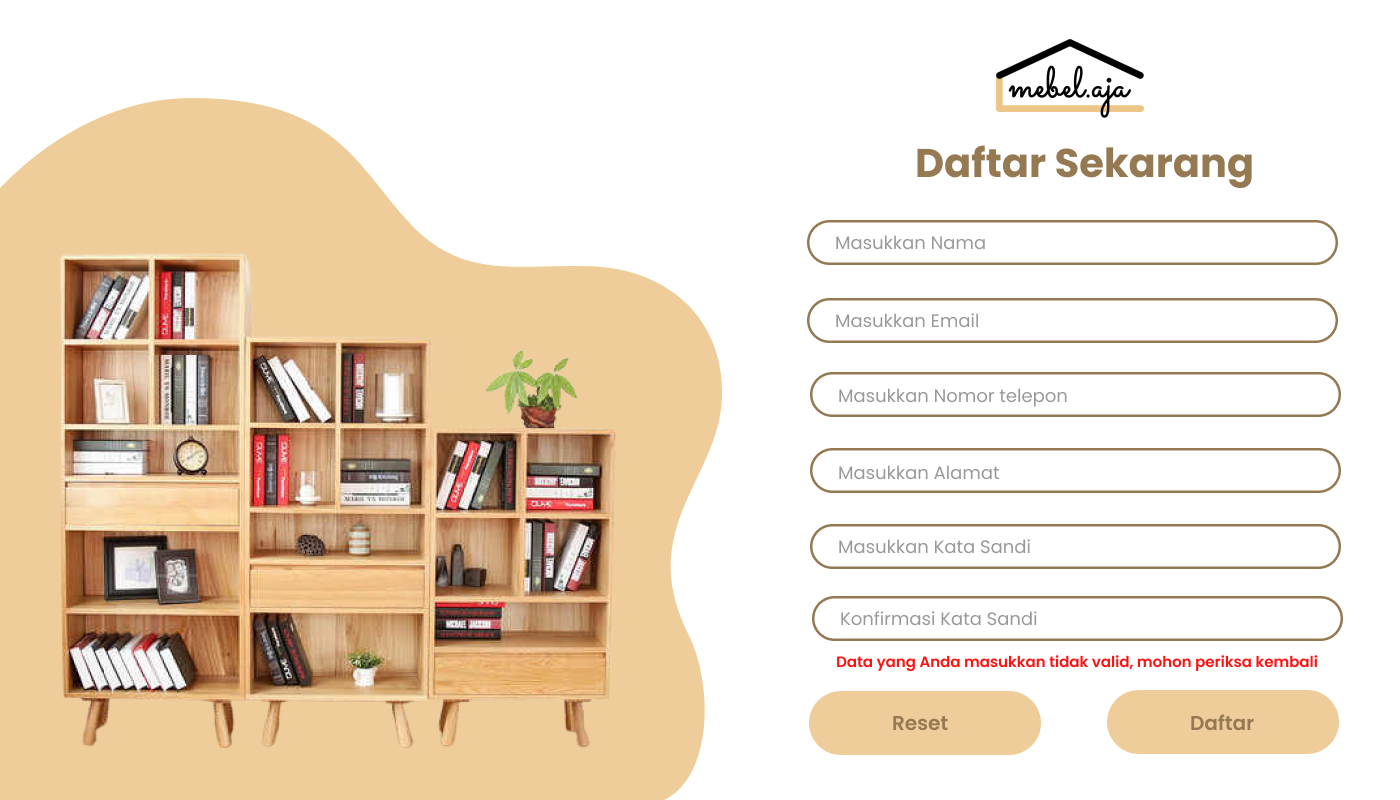 mebel.aja
Daftar Sekarang
Masukkan Nama
Masukkan Email
Masukkan Nomor telepon
Masukkan Alamat
Masukkan Kata Sandi
Konfirmasi Kata Sandi
Data yang Anda masukkan tidak valid, mohon periksa kembali
Reset
Daftar